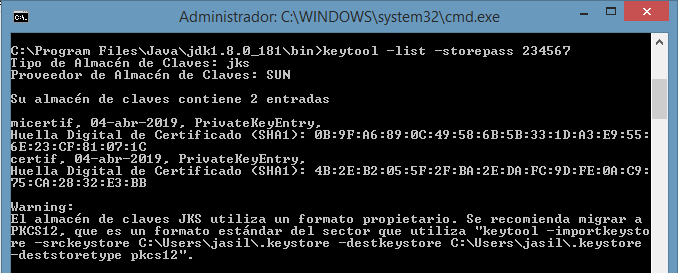 Administrador: C:\WINDOWS\system32\cmd.exe
C:\Program Files\Java\jdk1.8.0_181\bin>keytool -list -storepass 234567
Tipo de Almacén de Claves: jks
Proveedor de Almacén de Claves: SUN
Su almacén de claves contiene 2 entradas
micertif, 04-abr-2019, PrivateKeyEntry,
Huella Digital de Certificado (SHA1): 0B:9F:A6:89:0C:49:58:6B:5B:33:1D:A3:E9:55:
6E:23:CF:81:07:1C
certif, 04-abr-2019, PrivateKeyEntry,
Huella Digital de Certificado (SHA1): 4B:2E:B2:05:5F:2F:BA:2E:DA:FC:9D:FE:0A:C9:
75:CA:28:32:E3:BB
Warning:
El almacén de claves JKS utiliza un formato propietario. Se recomienda migrar a
PKCS12, que es un formato estándar del sector que utiliza "keytool -importkeysto
re -srckeystore C:\Users\jasil\.keystore -destkeystore C:\Users\jasil\.keystore
-deststoretype pkcs12".